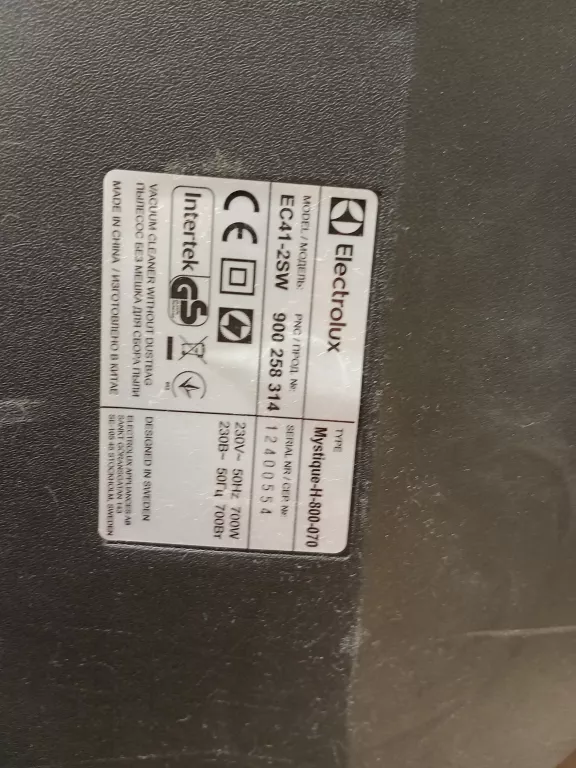 Electrolux
TYPE
Mystique-H-800-070
MODEL / МОДЕЛЬ:
EC41-2SW
PNC / ПРОД. №:
900 258 314
SERIAL NR / СЕР. №:
12400554
CE
230V~ 50Hz 700W
230В~ 50Гц 700Вт
Intertek
GS
VACUUM CLEANER WITHOUT DUSTBAG
ПЫЛЕСОС БЕЗ МЕШКА ДЛЯ СБОРА ПЫЛИ
MADE IN CHINA / ИЗГОТОВЛЕНО В КИТАЕ
DESIGNED IN SWEDEN
ELECTROLUX APPLIANCES AB
SANKT GÖRANSGATAN 143
SE-105 45 STOCKHOLM, SWEDEN